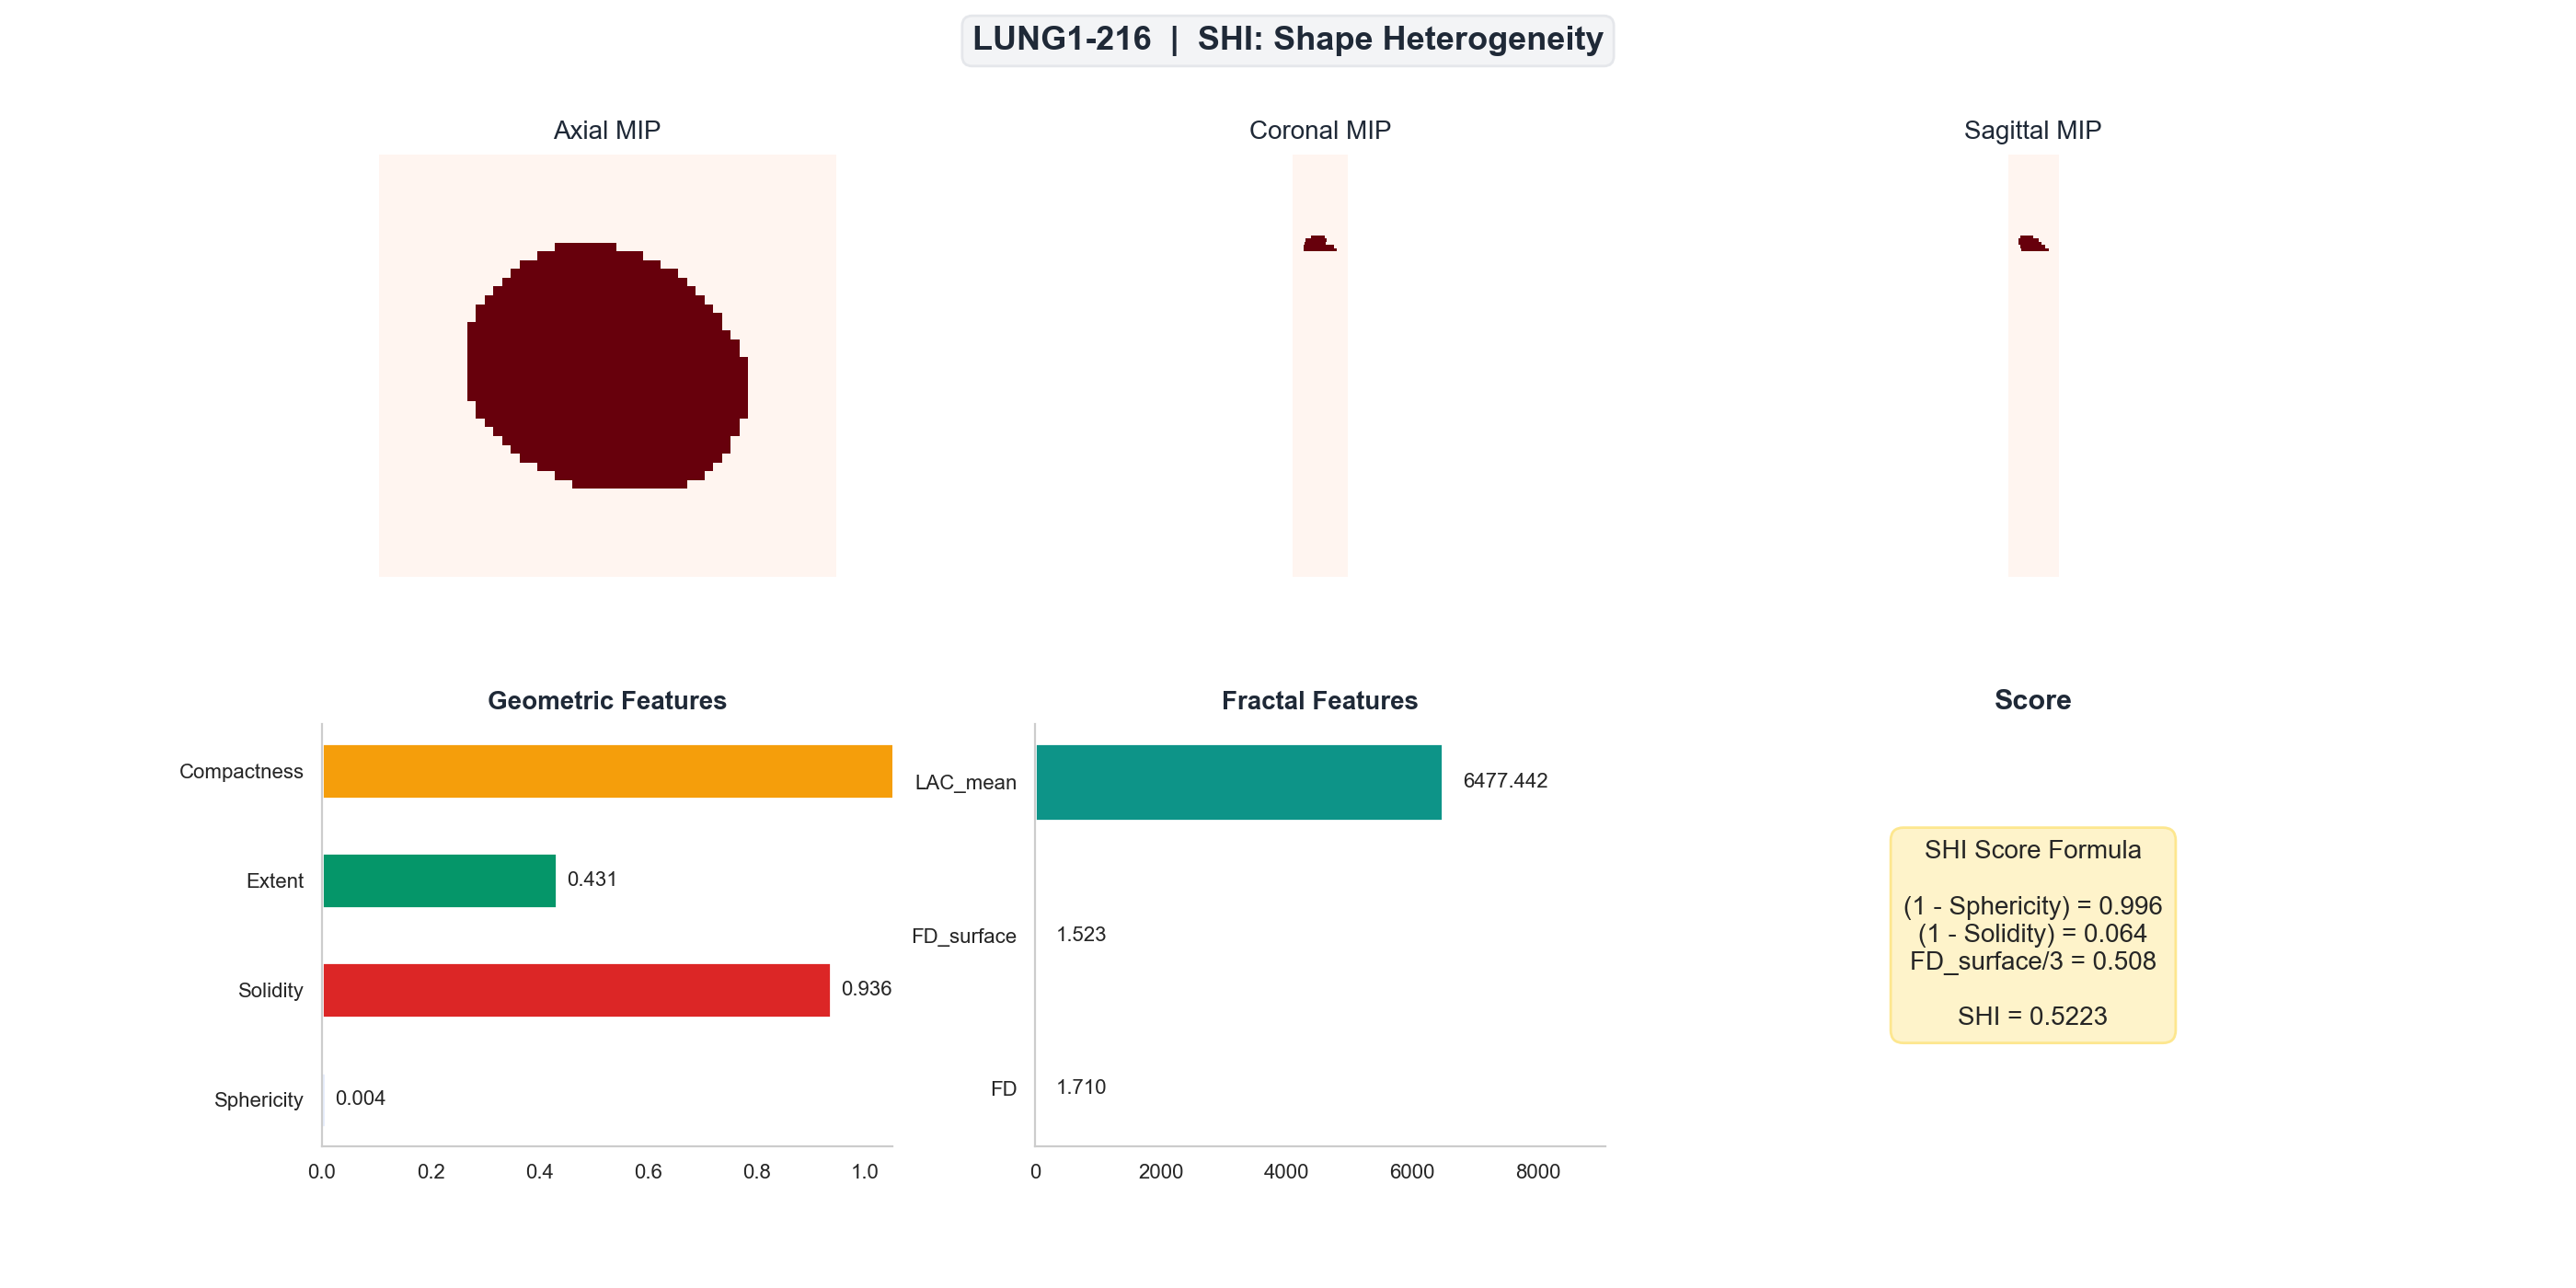 LUNG1-216 | SHI: Shape Heterogeneity
Axial MIP
Coronal MIP
Sagittal MIP
Geometric Features
Compactness
Extent
0.431
Solidity
0.936
Sphericity
0.004
0.0 0.2 0.4 0.6 0.8 1.0
Fractal Features
LAC_mean
6477.442
FD_surface
1.523
FD
1.710
0 2000 4000 6000 8000
Score
SHI Score Formula
(1 - Sphericity) = 0.996
(1 - Solidity) = 0.064
FD_surface/3 = 0.508
SHI = 0.5223